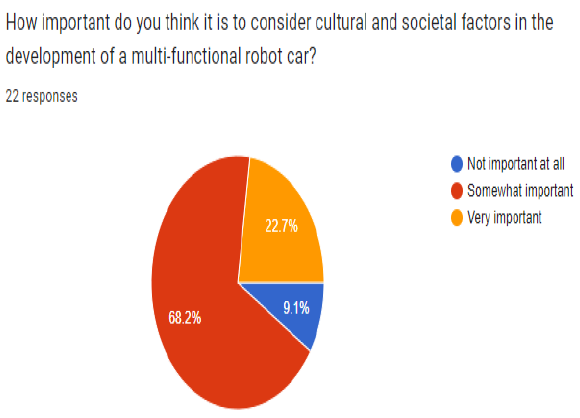 How important do you think it is to consider cultural and societal factors in the
development of a multi-functional robot car?
22 responses
Not important at all
Somewhat important
Very important
22.7%
9.1%
68.2%